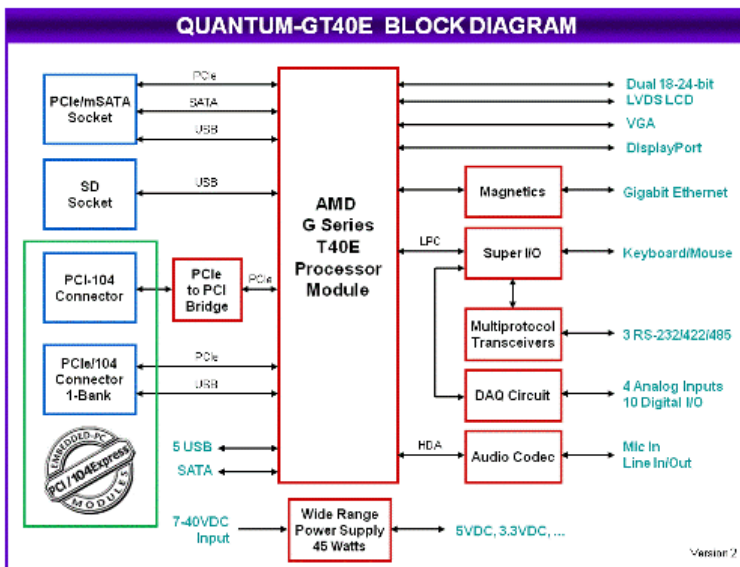 QUANTUM-GT40E BLOCK DIAGRAM
PCIe/mSATA
Socket
PCIe
SATA
USB
SD
Socket
USB
PCI-104
Connector
PCIe
to PCI
Bridge
PCIe
PCIe/104
Connector
1-Bank
PCIe
USB
EMBEDDED-PC
PCI/104Express
MODULES
5 USB
SATA
AMD
G Series
T40E
Processor
Module
Dual 18-24-bit
LVDS LCD
VGA
DisplayPort
Magnetics
Gigabit Ethernet
LPC
Super I/O
Keyboard/Mouse
Multiprotocol
Transceivers
3 RS-232/422/485
DAQ Circuit
4 Analog Inputs
10 Digital I/O
HDA
Audio Codec
Mic In
Line In/Out
7-40VDC
Input
Wide Range
Power Supply
45 Watts
5VDC, 3.3VDC, ...
Version 2